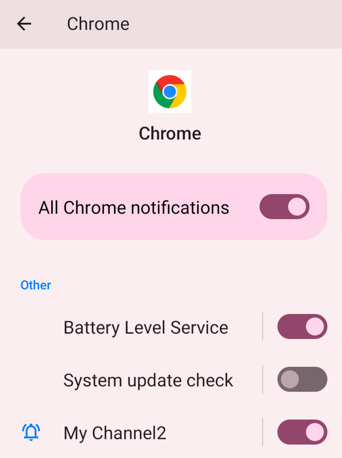 Chrome
Chrome
All Chrome notifications
Other
Battery Level Service
System update check
My Channel2